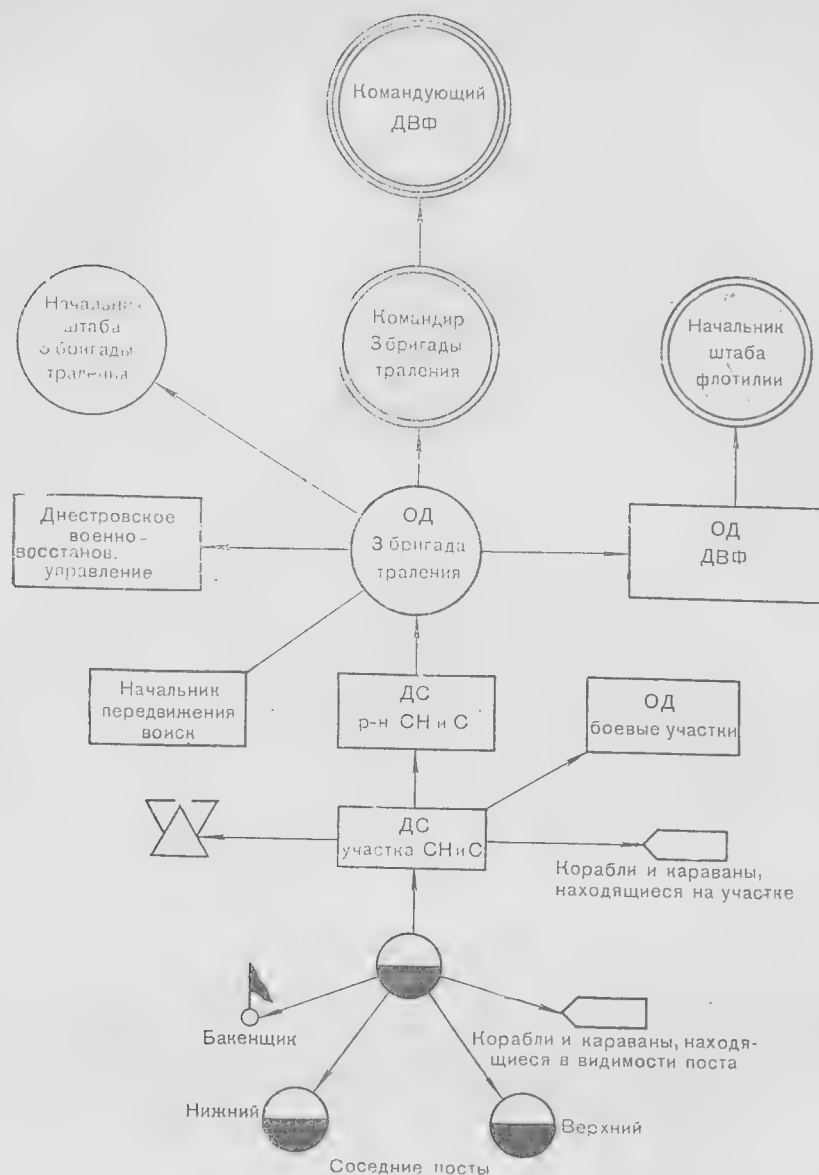 Командующий
ДВФ
Начальник
штаба
3 бригады
траления
Командир
3 бригады
траления
Начальник
штаба
флотилии
Днестровское
военно-
восстанов.
управление
ОД
3 бригада
траления
ОД
ДВФ
Начальник
передвижения
воиск
ДС
р-н СН и С
ОД
боевые участки
ДС
участка СН и С
Корабли и караваны,
находящиеся на участке
Бакенщик
Корабли и караваны, находя-
щиеся в видимости поста
Нижний
Верхний
Соседние посты